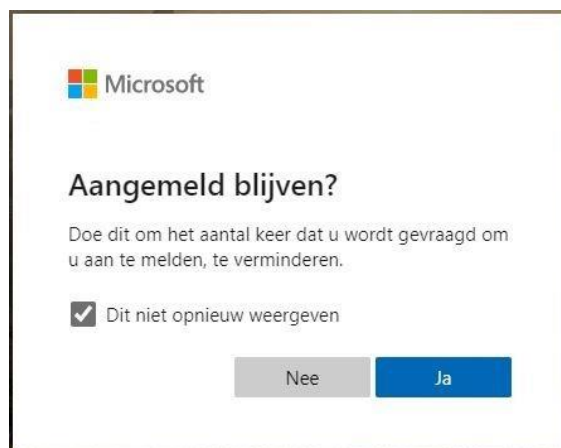 Microsoft
Aangemeld blijven?
Doe dit om het aantal keer dat u wordt gevraagd om
u aan te melden, te verminderen.
Dit niet opnieuw weergeven
Nee Ja